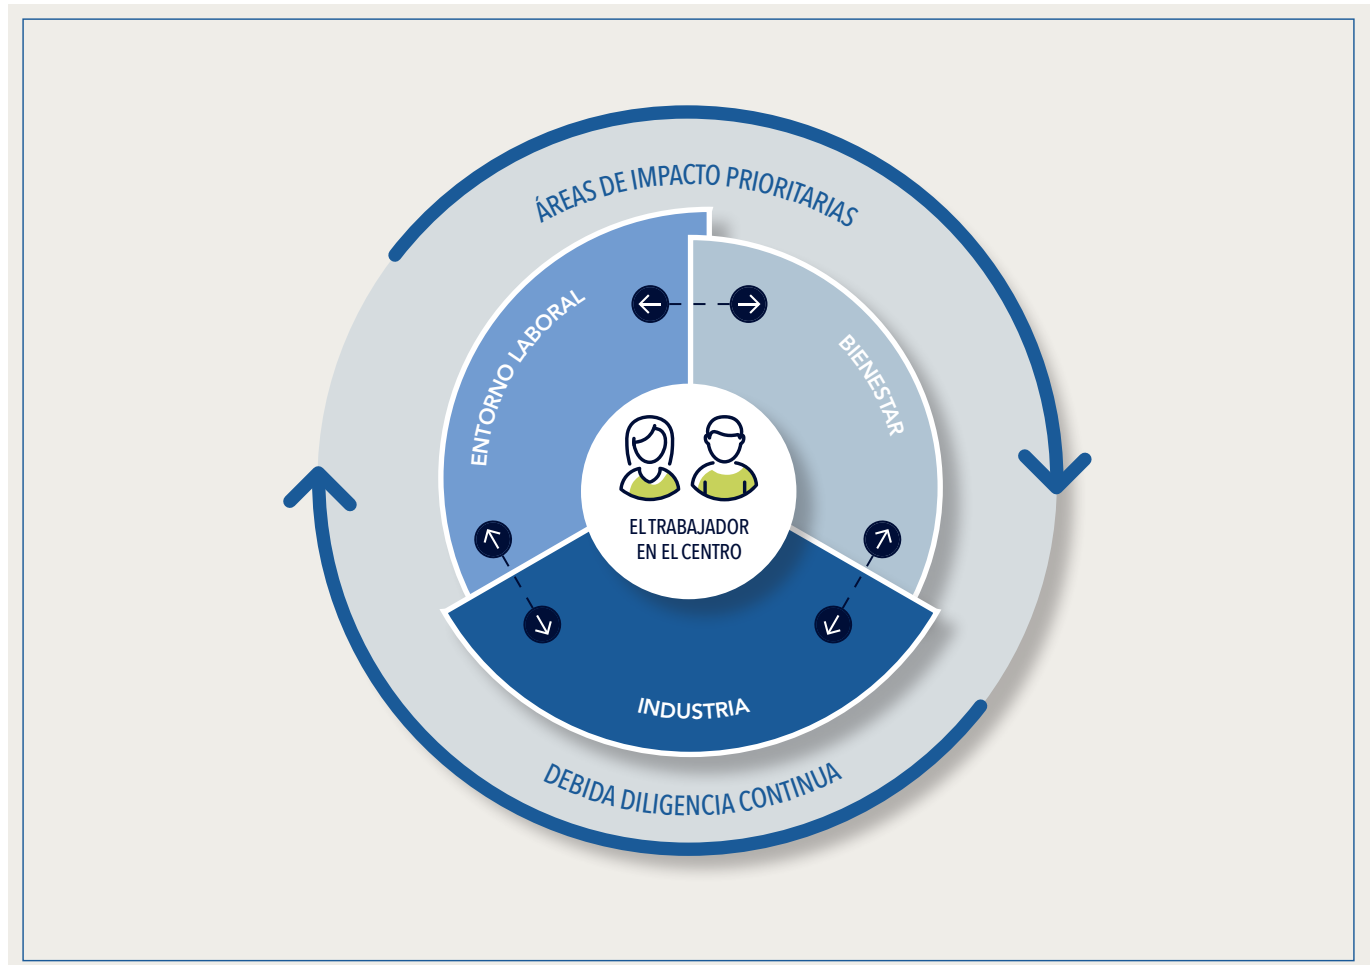 ÁREAS DE IMPACTO PRIORITARIAS
ENTORNO LABORAL
BIENESTAR
EL TRABAJADOR
EN EL CENTRO
INDUSTRIA
DEBIDA DILIGENCIA CONTINUA